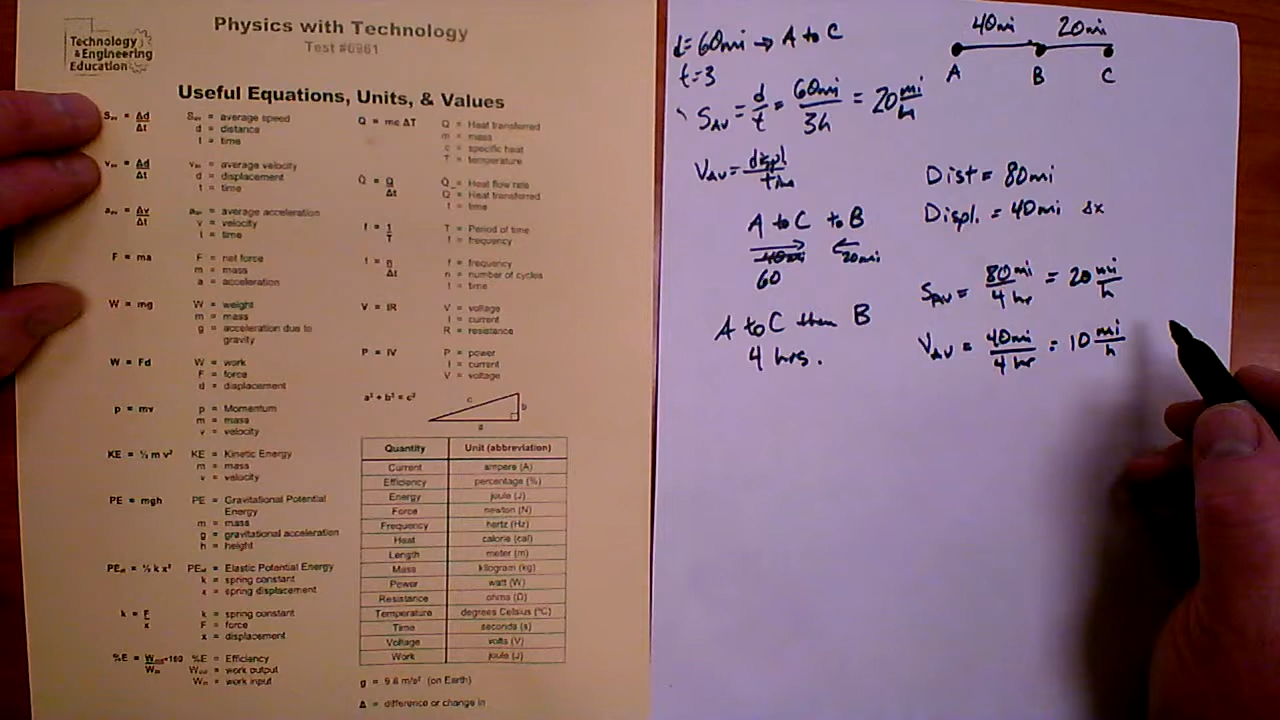 Technology
& Engineering
Education
Physics with Technology
Test #6961
Useful Equations, Units, & Values
Sav = Δd/Δt
Sav = average speed
d = distance
t = time
vav = Δd/Δt
vav = average velocity
d = displacement
t = time
aav = Δv/Δt
aav = average acceleration
v = velocity
t = time
F = ma
F = net force
m = mass
a = acceleration
W = mg
W = weight
m = mass
g = acceleration due to
gravity
W = Fd
W = work
F = force
d = displacement
p = mv
p = Momentum
m = mass
v = velocity
KE = ½ m v²
KE = Kinetic Energy
m = mass
v = velocity
PE = mgh
PE = Gravitational Potential
Energy
m = mass
g = gravitational acceleration
h = height
PEel = ½ k x²
PEel = Elastic Potential Energy
k = spring constant
x = spring displacement
k = F/x
k = spring constant
F = force
x = displacement
%E = Wout/Win ×100
%E = Efficiency
Wout = work output
Win = work input
Q = mc ΔT
Q = Heat transferred
m = mass
c = specific heat
T = temperature
Q = Q/Δt
Q = Heat flow rate
Q = Heat transferred
t = time
f = 1/T
T = Period of time
f = frequency
f = n/Δt
f = frequency
n = number of cycles
t = time
V = IR
V = voltage
I = current
R = resistance
P = IV
P = power
I = current
V = voltage
a² + b² = c²
c
b
a
Quantity Unit (abbreviation)
Current ampere (A)
Efficiency percentage (%)
Energy joule (J)
Force newton (N)
Frequency hertz (Hz)
Heat calorie (cal)
Length meter (m)
Mass kilogram (kg)
Power watt (W)
Resistance ohms (Ω)
Temperature degrees Celsius (°C)
Time seconds (s)
Voltage volts (V)
Work joule (J)
g = 9.8 m/s² (on Earth)
Δ = difference or change in
d=60mi → A to C
t=3
SAV = d/t = 60mi/3h = 20 mi/h
VAV = displ/time
A to C to B
40mi 20mi
60
A to C then B
4 hrs.
40mi 20mi
A B C
Dist = 80mi
Displ. = 40mi Δx
SAV = 80mi/4hr = 20 mi/h
VAV = 40mi/4hr = 10 mi/h